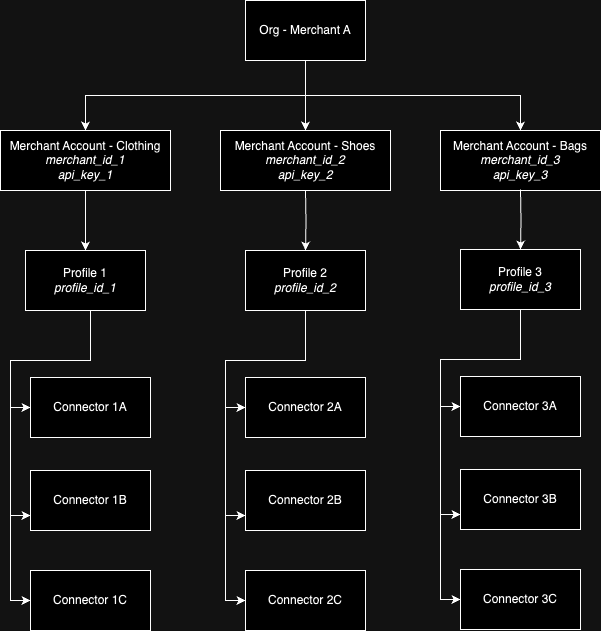 Org - Merchant A
Merchant Account - Clothing
merchant_id_1
api_key_1
Merchant Account - Shoes
merchant_id_2
api_key_2
Merchant Account - Bags
merchant_id_3
api_key_3
Profile 1
profile_id_1
Profile 2
profile_id_2
Profile 3
profile_id_3
Connector 1A
Connector 2A
Connector 3A
Connector 1B
Connector 2B
Connector 3B
Connector 1C
Connector 2C
Connector 3C